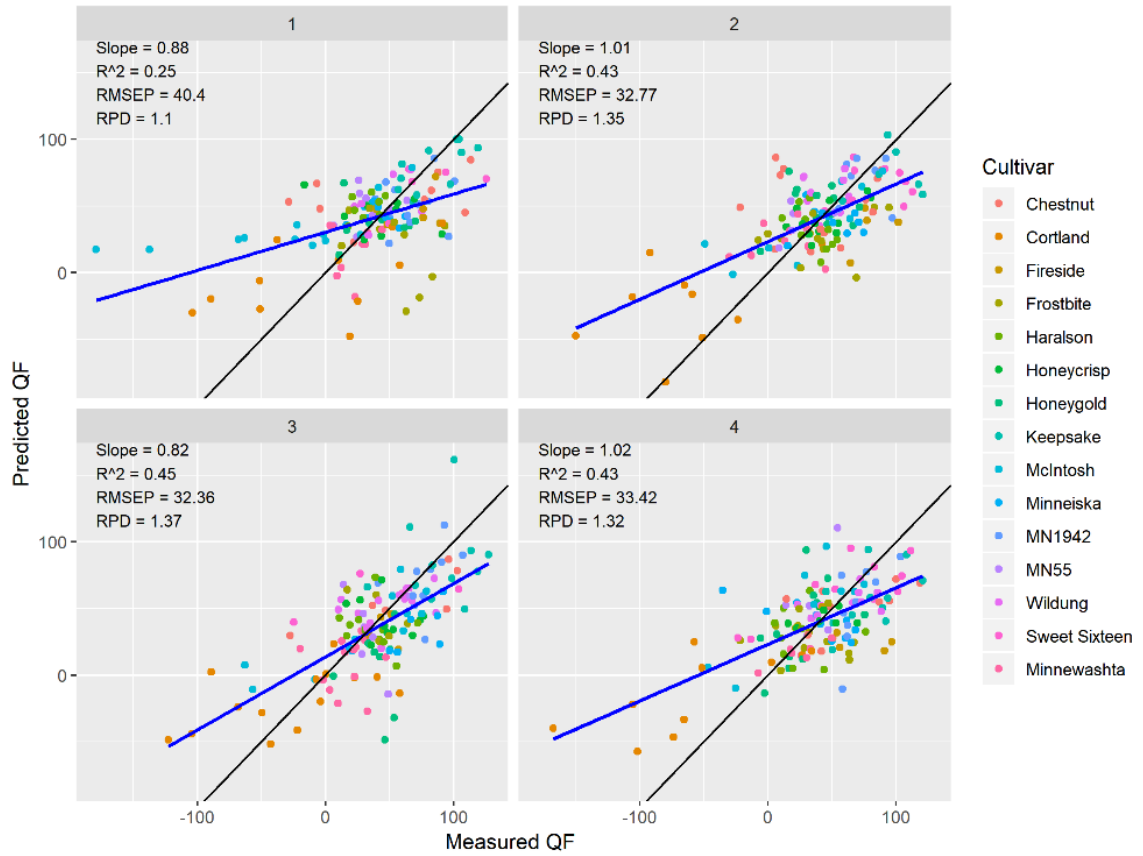 1
Slope = 0.88
R^2 = 0.25
RMSEP = 40.4
RPD = 1.1
2
Slope = 1.01
R^2 = 0.43
RMSEP = 32.77
RPD = 1.35
100
0
3
Slope = 0.82
R^2 = 0.45
RMSEP = 32.36
RPD = 1.37
4
Slope = 1.02
R^2 = 0.43
RMSEP = 33.42
RPD = 1.32
100
0
-100
0
100
-100
0
100
Predicted QF
Measured QF
Cultivar
Chestnut
Cortland
Fireside
Frostbite
Haralson
Honeycrisp
Honeygold
Keepsake
McIntosh
Minneiska
MN1942
MN55
Wildung
Sweet Sixteen
Minnewashta